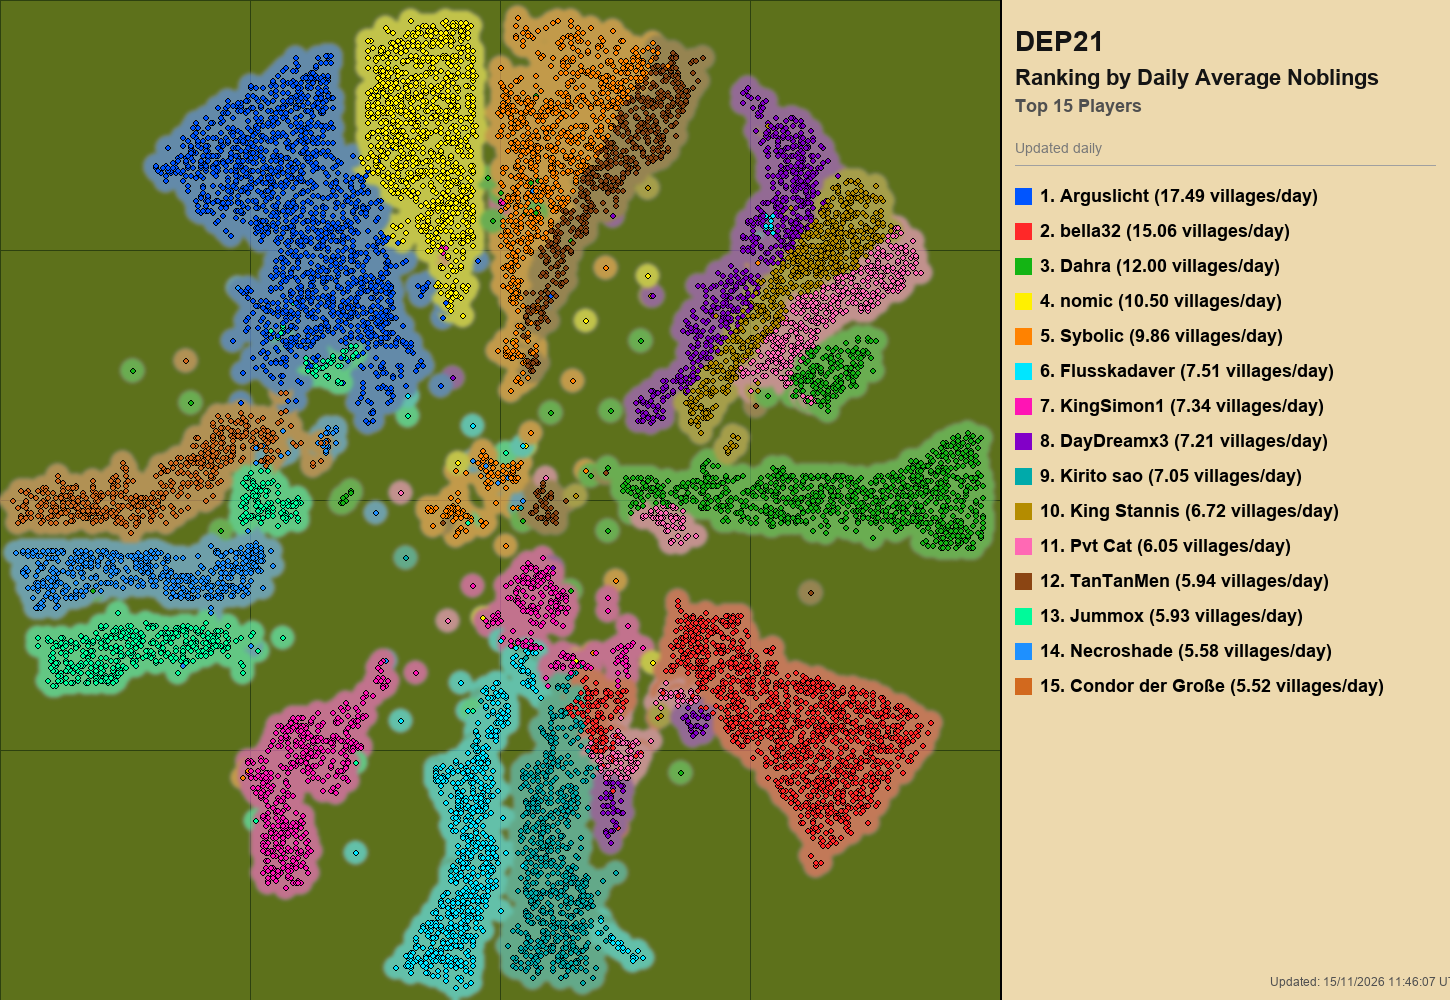 DEP21
Ranking by Daily Average Noblings
Top 15 Players
Updated daily
1. Arguslicht (17.49 villages/day)
2. bella32 (15.06 villages/day)
3. Dahra (12.00 villages/day)
4. nomic (10.50 villages/day)
5. Sybolic (9.86 villages/day)
6. Flusskadaver (7.51 villages/day)
7. KingSimon1 (7.34 villages/day)
8. DayDreamx3 (7.21 villages/day)
9. Kirito sao (7.05 villages/day)
10. King Stannis (6.72 villages/day)
11. Pvt Cat (6.05 villages/day)
12. TanTanMen (5.94 villages/day)
13. Jummox (5.93 villages/day)
14. Necroshade (5.58 villages/day)
15. Condor der Große (5.52 villages/day)
Updated: 15/11/2026 11:46:07